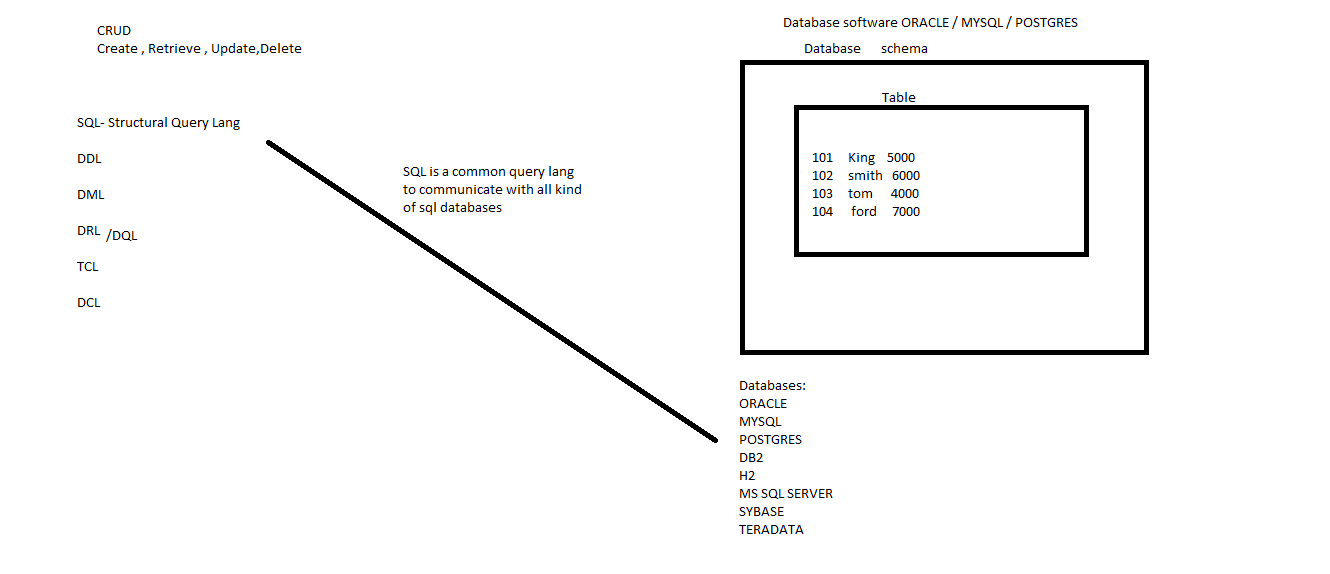 CRUD
Create , Retrieve , Update,Delete
SQL- Structural Query Lang
DDL
DML
DRL /DQL
TCL
DCL
SQL is a common query lang
to communicate with all kind
of sql databases
Database software ORACLE / MYSQL / POSTGRES
Database schema
Table
101 King 5000
102 smith 6000
103 tom 4000
104 ford 7000
Databases:
ORACLE
MYSQL
POSTGRES
DB2
H2
MS SQL SERVER
SYBASE
TERADATA